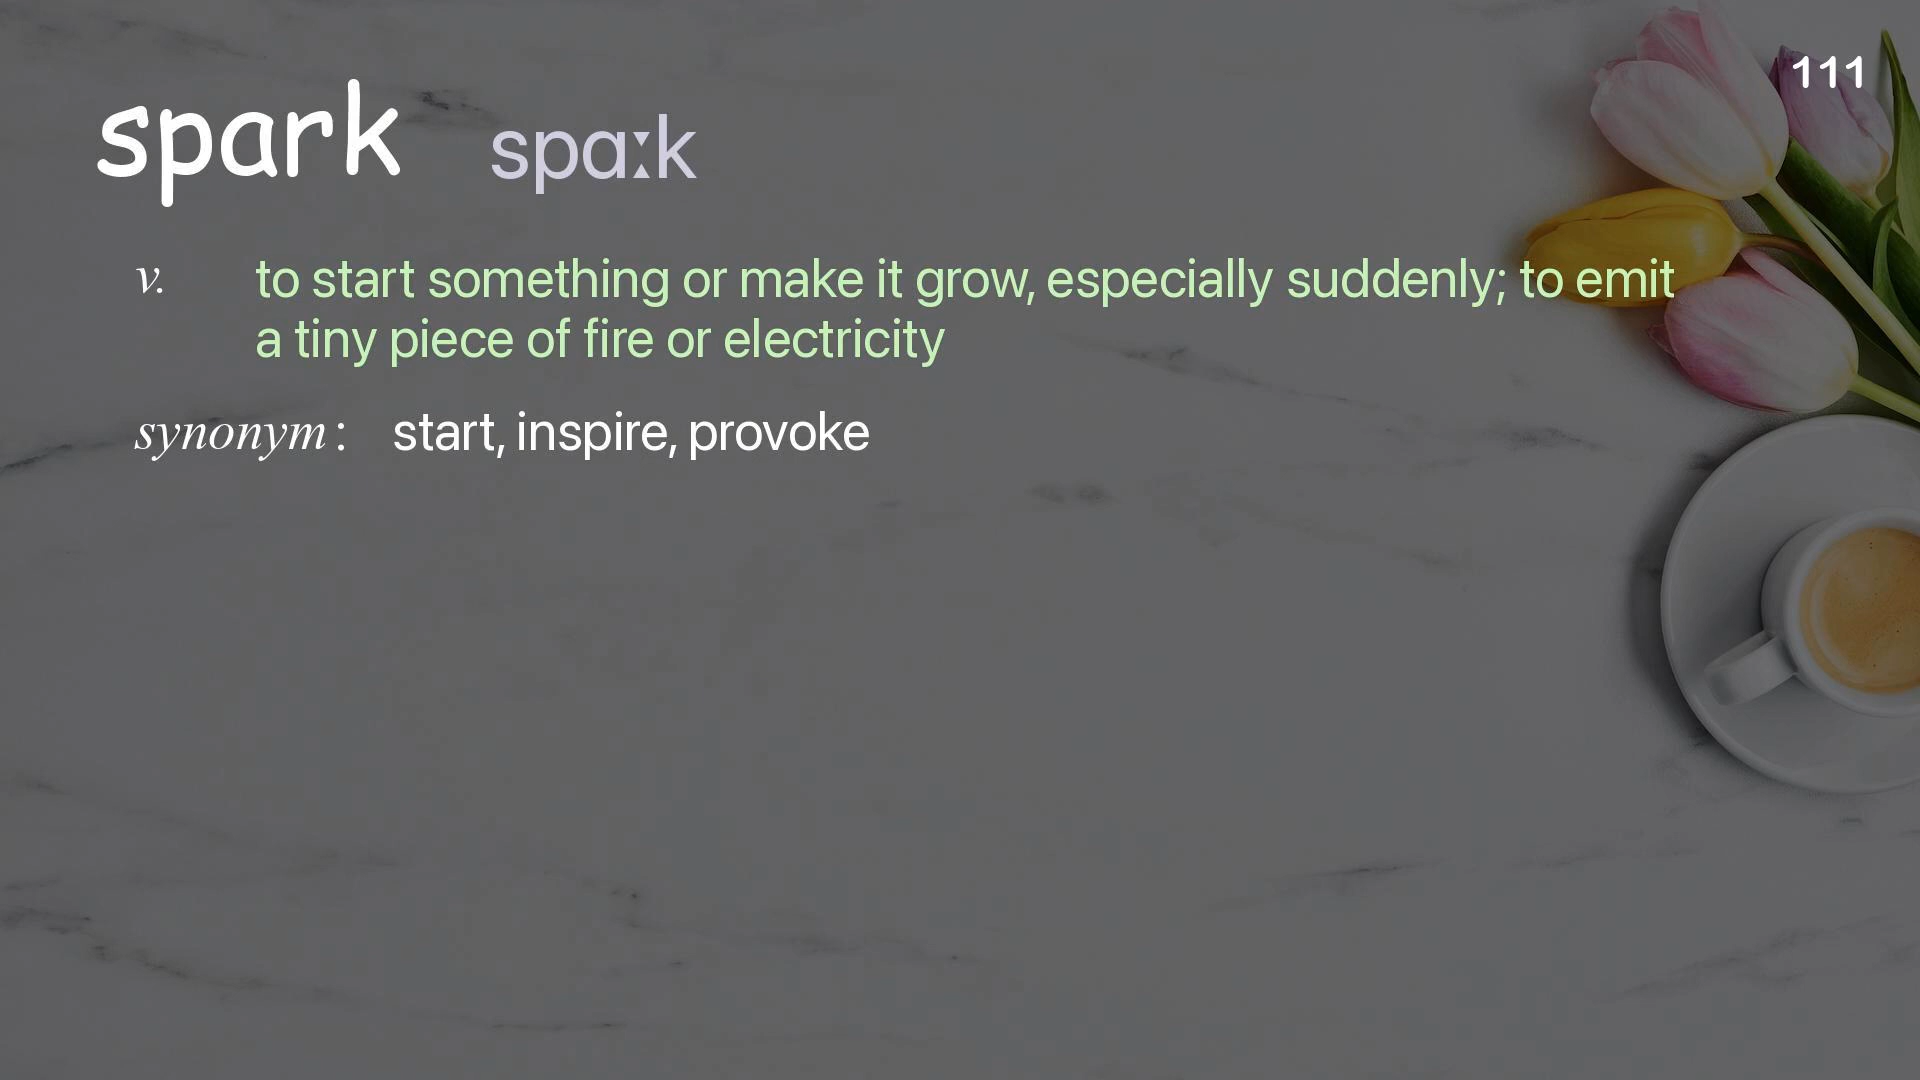 111
spark spɑːk
v. to start something or make it grow, especially suddenly; to emit
a tiny piece of fire or electricity
synonym : start, inspire, provoke